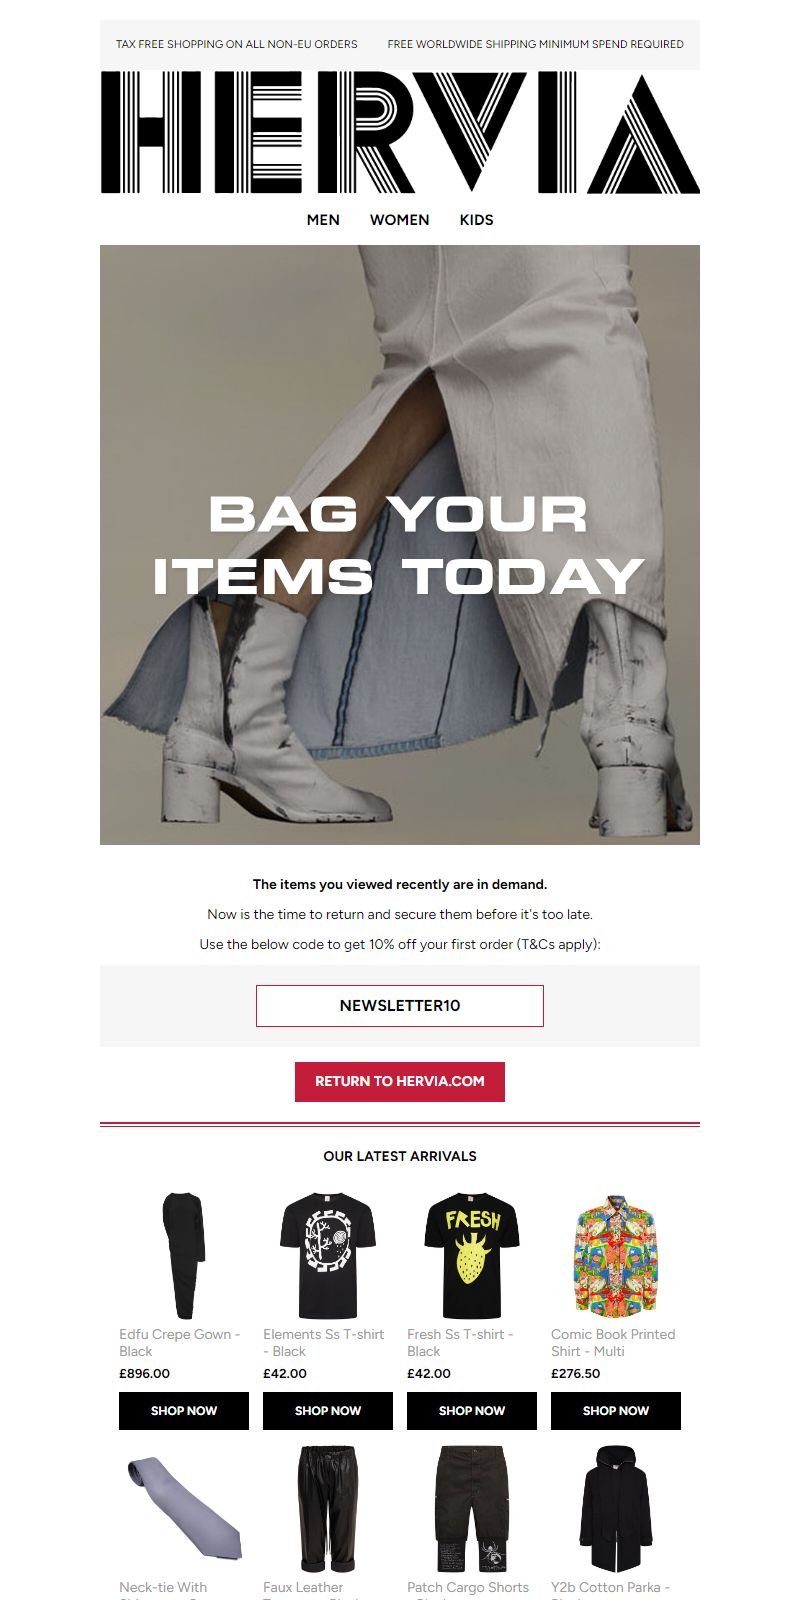 TAX FREE SHOPPING ON ALL NON-EU ORDERS FREE WORLDWIDE SHIPPING MINIMUM SPEND REQUIRED
HERVIA
MEN WOMEN KIDS
BAG YOUR
ITEMS TODAY
The items you viewed recently are in demand.
Now is the time to return and secure them before it's too late.
Use the below code to get 10% off your first order (T&Cs apply):
NEWSLETTER10
RETURN TO HERVIA.COM
OUR LATEST ARRIVALS
FRESH
Edfu Crepe Gown - Elements Ss T-shirt Fresh Ss T-shirt - Comic Book Printed
Black - Black Black Shirt - Multi
£896.00 £42.00 £42.00 £276.50
SHOP NOW SHOP NOW SHOP NOW SHOP NOW
Neck-tie With Faux Leather Patch Cargo Shorts Y2b Cotton Parka -